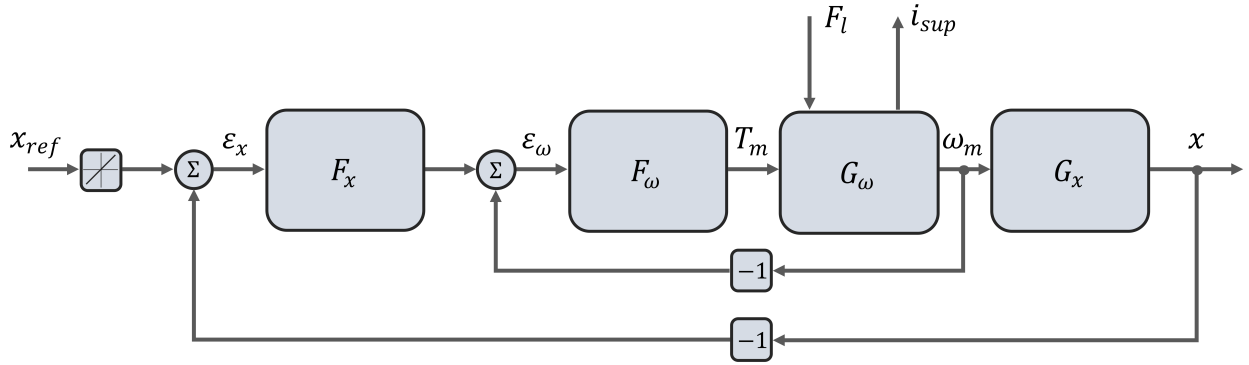 F_l i_sup
x_ref ε_x ε_ω T_m ω_m x
Σ F_x Σ F_ω G_ω G_x
−1
−1